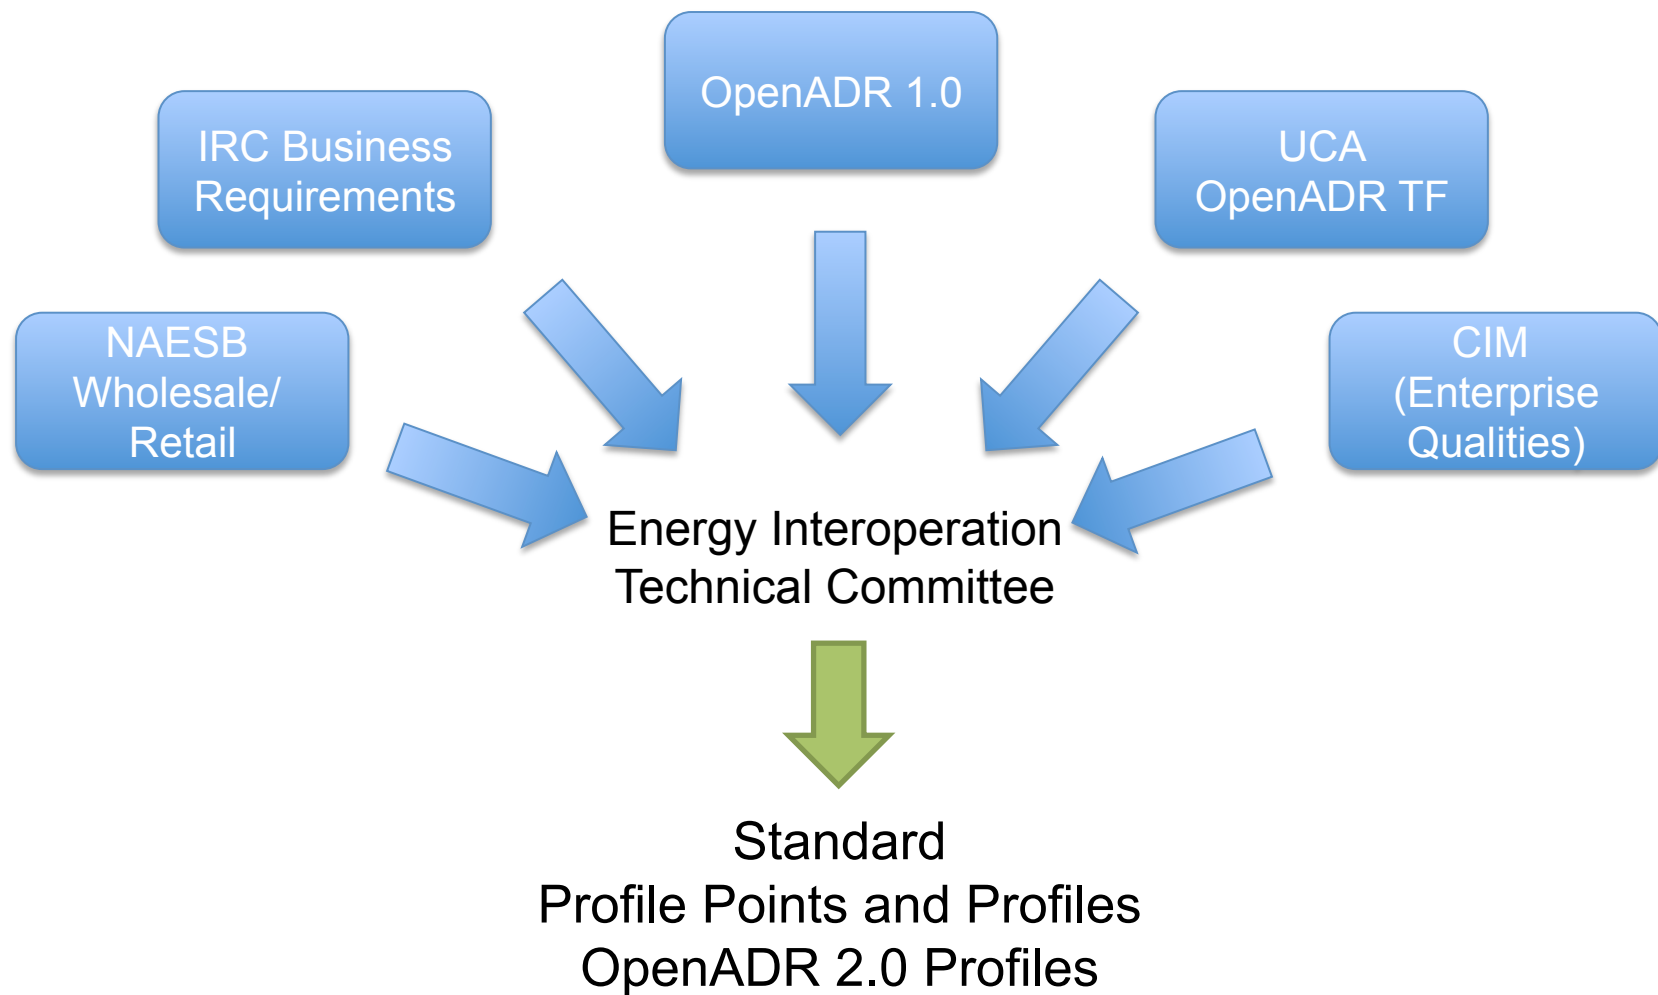 OpenADR 1.0
IRC Business
Requirements
UCA
OpenADR TF
NAESB
Wholesale/
Retail
CIM
(Enterprise
Qualities)
Energy Interoperation
Technical Committee
Standard
Profile Points and Profiles
OpenADR 2.0 Profiles